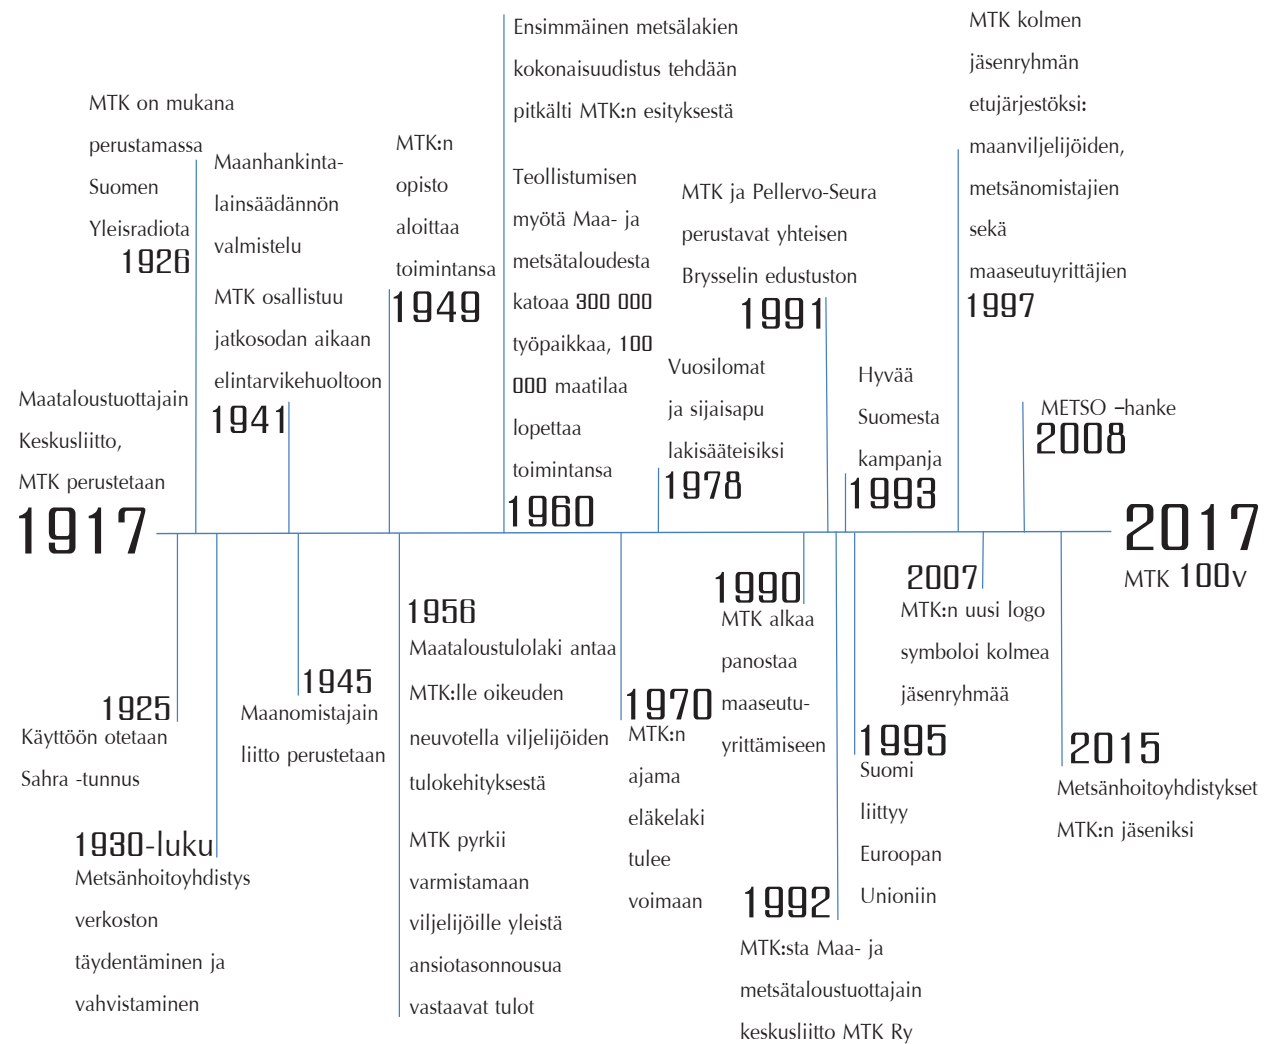 Maataloustuottajain
Keskusliitto,
MTK perustetaan
1917
1925
Käyttöön otetaan
Sahra -tunnus
MTK on mukana
perustamassa
Suomen
Yleisradiota
1926
1930-luku
Metsänhoitoyhdistys
verkoston
täydentäminen ja
vahvistaminen
Maanhankinta-
lainsäädännön
valmistelu
MTK osallistuu
jatkosodan aikaan
elintarvikehuoltoon
1941
1945
Maanomistajain
liitto perustetaan
MTK:n
opisto
aloittaa
toimintansa
1949
1956
Maataloustulolaki antaa
MTK:lle oikeuden
neuvotella viljelijöiden
tulokehityksestä
MTK pyrkii
varmistamaan
viljelijöille yleistä
ansiotasonnousua
vastaavat tulot
Ensimmäinen metsälakien
kokonaisuudistus tehdään
pitkälti MTK:n esityksestä
Teollistumisen
myötä Maa- ja
metsätaloudesta
katoaa 300 000
työpaikkaa, 100
000 maatilaa
lopettaa
toimintansa
1960
1970
MTK:n
ajama
eläkelaki
tulee
voimaan
Vuosilomat
ja sijaisapu
lakisääteisiksi
1978
1990
MTK alkaa
panostaa
maaseutu-
yrittämiseen
MTK ja Pellervo-Seura
perustavat yhteisen
Brysselin edustuston
1991
1992
MTK:sta Maa- ja
metsätaloustuottajain
keskusliitto MTK Ry
Hyvää
Suomesta
kampanja
1993
1995
Suomi
liittyy
Euroopan
Unioniin
MTK kolmen
jäsenryhmän
etujärjestöksi:
maanviljelijöiden,
metsänomistajien
sekä
maaseutuyrittäjien
1997
2007
MTK:n uusi logo
symboloi kolmea
jäsenryhmää
METSO –hanke
2008
2015
Metsänhoitoyhdistykset
MTK:n jäseniksi
2017
MTK 100v